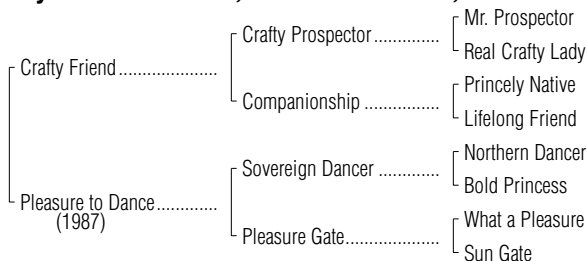 Mr. Prospector
Crafty Prospector..............
Real Crafty Lady
Crafty Friend.....................
Princely Native
Companionship ................
Lifelong Friend
Northern Dancer
Sovereign Dancer .............
Bold Princess
Pleasure to Dance.............
(1987)
What a Pleasure
Pleasure Gate....................
Sun Gate